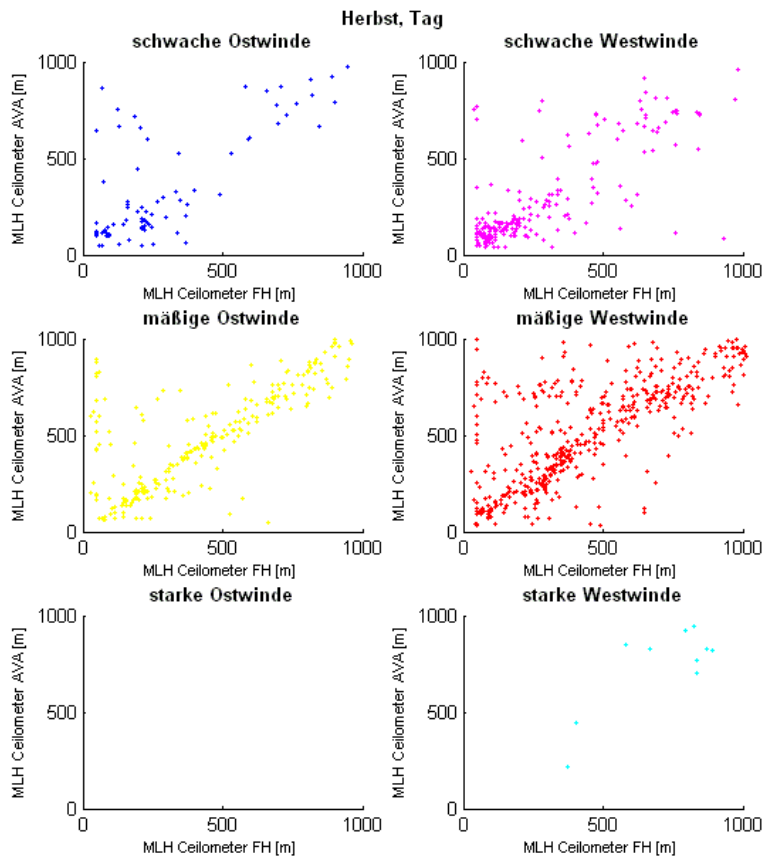 Herbst, Tag
schwache Ostwinde
1000
500
0
MLH Ceilometer AVA [m]
0 500 1000
MLH Ceilometer FH [m]
schwache Westwinde
1000
500
0
MLH Ceilometer AVA [m]
0 500 1000
MLH Ceilometer FH [m]
mäßige Ostwinde
1000
500
0
MLH Ceilometer AVA [m]
0 500 1000
MLH Ceilometer FH [m]
mäßige Westwinde
1000
500
0
MLH Ceilometer AVA [m]
0 500 1000
MLH Ceilometer FH [m]
starke Ostwinde
1000
500
0
MLH Ceilometer AVA [m]
0 500 1000
MLH Ceilometer FH [m]
starke Westwinde
1000
500
0
MLH Ceilometer AVA [m]
0 500 1000
MLH Ceilometer FH [m]